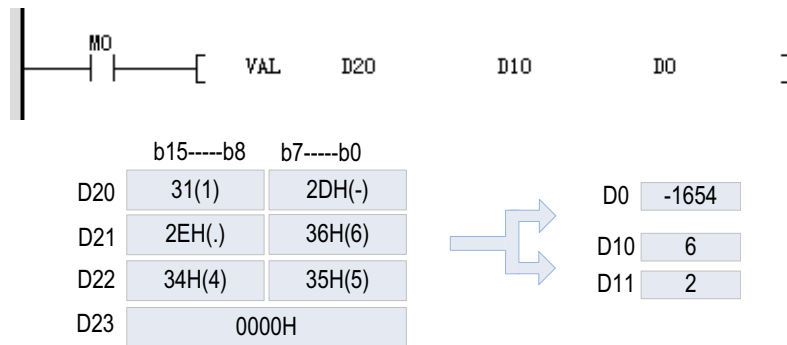 M0
VAL D20 D10 D0
b15-----b8 b7-----b0
D20 31(1) 2DH(-) D0 -1654
D21 2EH(.) 36H(6) D10 6
D22 34H(4) 35H(5) D11 2
D23 0000H